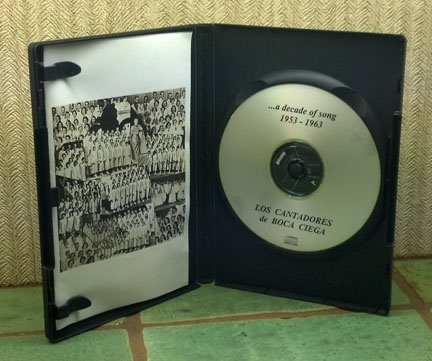 ...a decade of song
1953 - 1963
LOS CANTADORES
de BOCA CIEGA